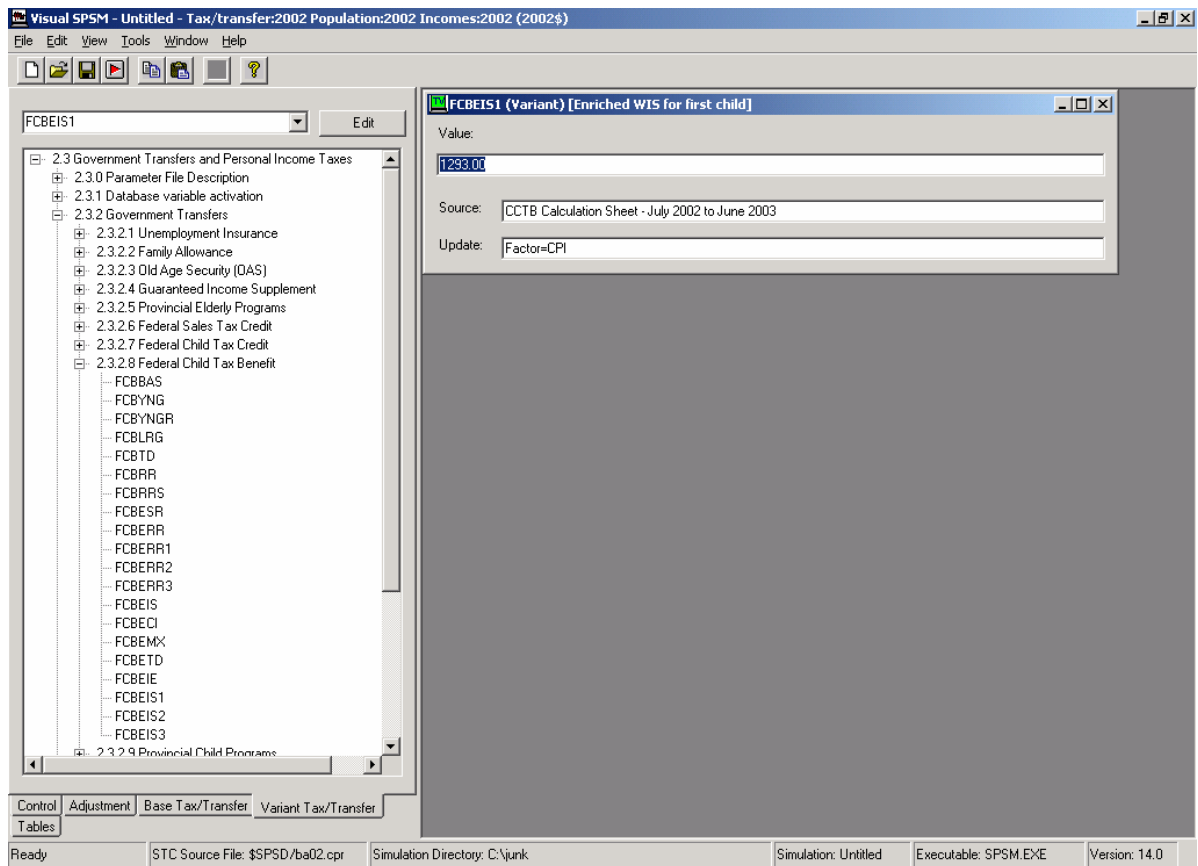 Visual SPSM - Untitled - Tax/transfer:2002 Population:2002 Incomes:2002 (2002$)
File Edit View Tools Window Help
FCBEIS1 Edit
2.3 Government Transfers and Personal Income Taxes
2.3.0 Parameter File Description
2.3.1 Database variable activation
2.3.2 Government Transfers
2.3.2.1 Unemployment Insurance
2.3.2.2 Family Allowance
2.3.2.3 Old Age Security (OAS)
2.3.2.4 Guaranteed Income Supplement
2.3.2.5 Provincial Elderly Programs
2.3.2.6 Federal Sales Tax Credit
2.3.2.7 Federal Child Tax Credit
2.3.2.8 Federal Child Tax Benefit
FCBBAS
FCBYNG
FCBYNGR
FCBLRG
FCBTD
FCBRR
FCBRRS
FCBESR
FCBERR
FCBERR1
FCBERR2
FCBERR3
FCBEIS
FCBECI
FCBEMX
FCBETD
FCBEIE
FCBEIS1
FCBEIS2
FCBEIS3
2.3.2.9 Provincial Child Programs
Control Adjustment Base Tax/Transfer Variant Tax/Transfer
Tables
TV FCBEIS1 (Variant) [Enriched WIS for first child]
Value:
1293.00
Source: CCTB Calculation Sheet - July 2002 to June 2003
Update: Factor=CPI
Ready STC Source File: $SPSD/ba02.cpr Simulation Directory: C:\junk Simulation: Untitled Executable: SPSM.EXE Version: 14.0